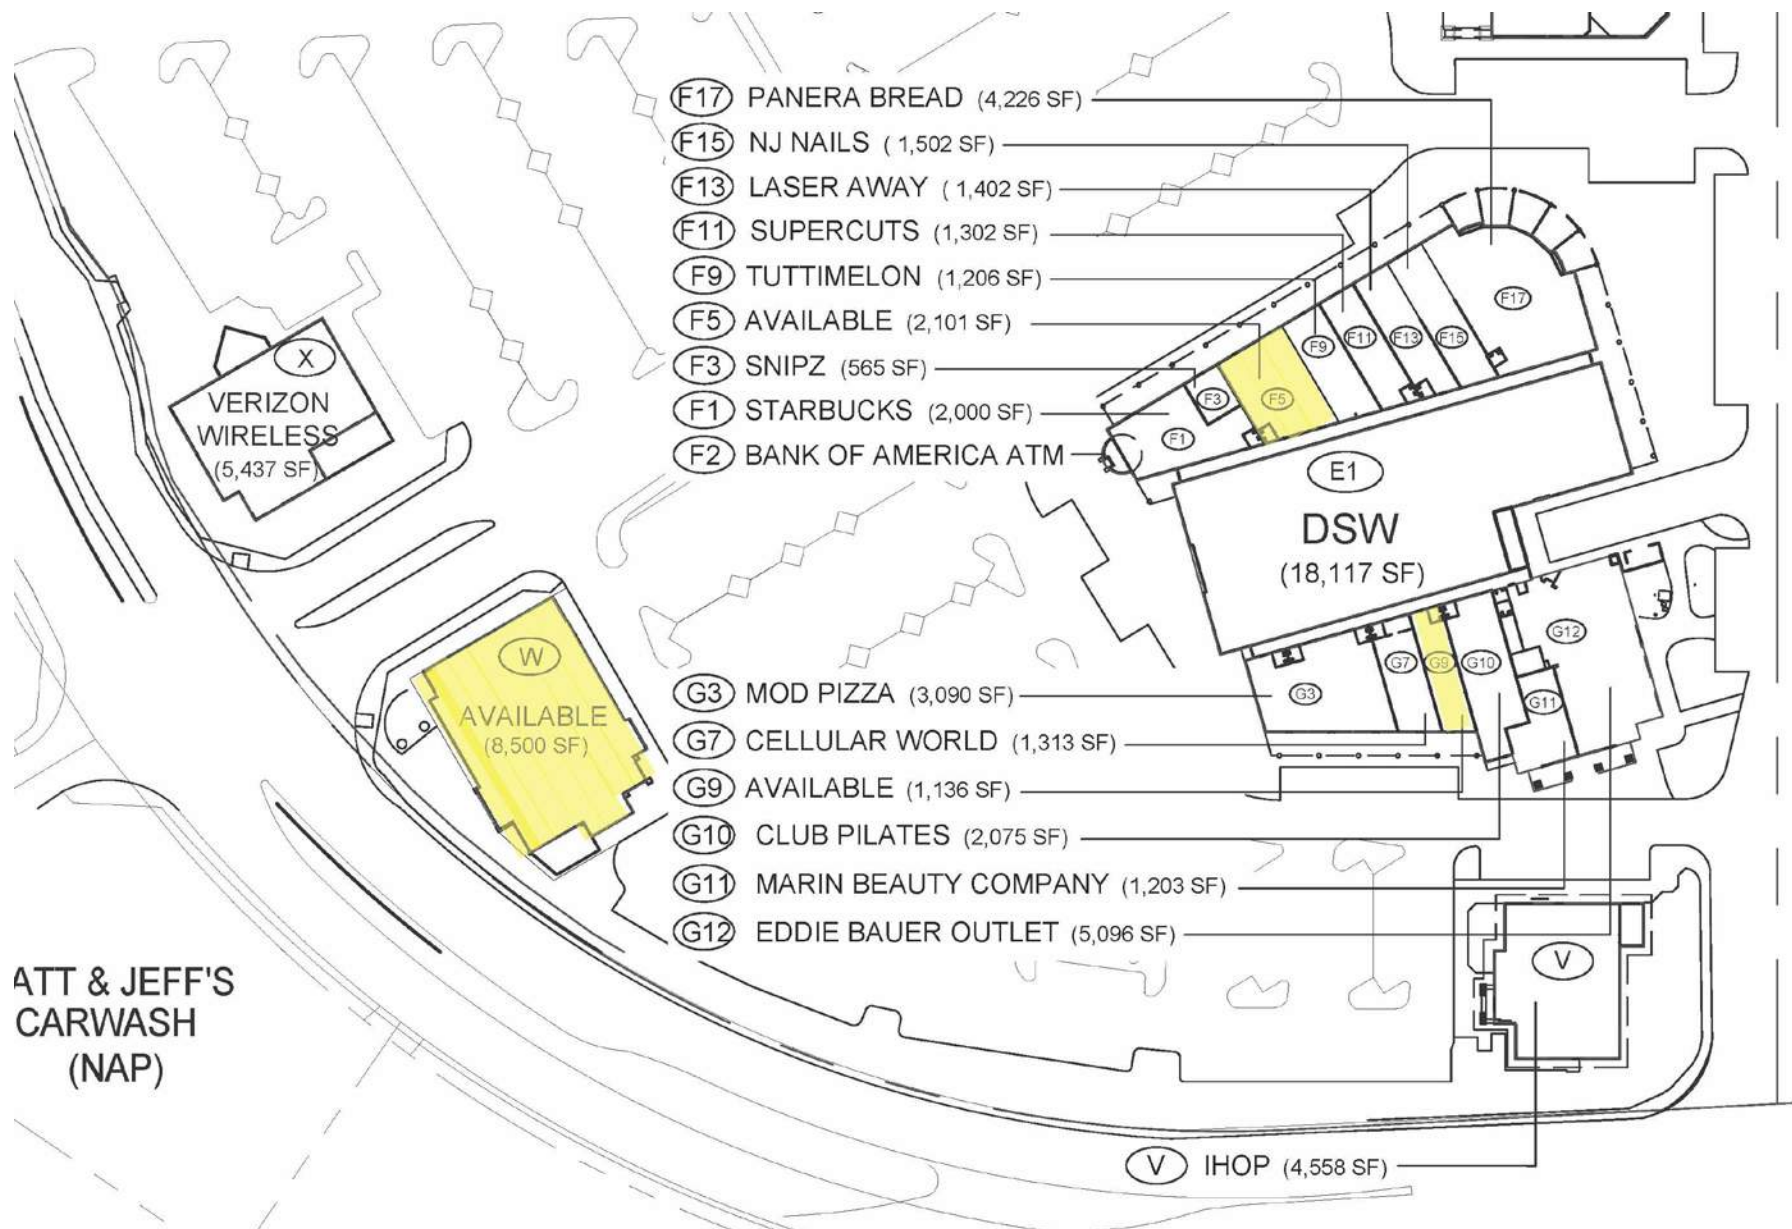 F17 PANERA BREAD (4,226 SF)
F15 NJ NAILS ( 1,502 SF)
F13 LASER AWAY ( 1,402 SF)
F11 SUPERCUTS (1,302 SF)
F9 TUTTIMELON (1,206 SF)
F5 AVAILABLE (2,101 SF)
F3 SNIPZ (565 SF)
F1 STARBUCKS (2,000 SF)
F2 BANK OF AMERICA ATM
X
VERIZON
WIRELESS
(5,437 SF)
F17
F15
F13
F11
F9
F5
F3
F1
E1
DSW
(18,117 SF)
W
AVAILABLE
(8,500 SF)
G3 MOD PIZZA (3,090 SF)
G7 CELLULAR WORLD (1,313 SF)
G9 AVAILABLE (1,136 SF)
G10 CLUB PILATES (2,075 SF)
G11 MARIN BEAUTY COMPANY (1,203 SF)
G12 EDDIE BAUER OUTLET (5,096 SF)
G3
G7
G9
G10
G11
G12
V
ATT & JEFF'S
CARWASH
(NAP)
V IHOP (4,558 SF)